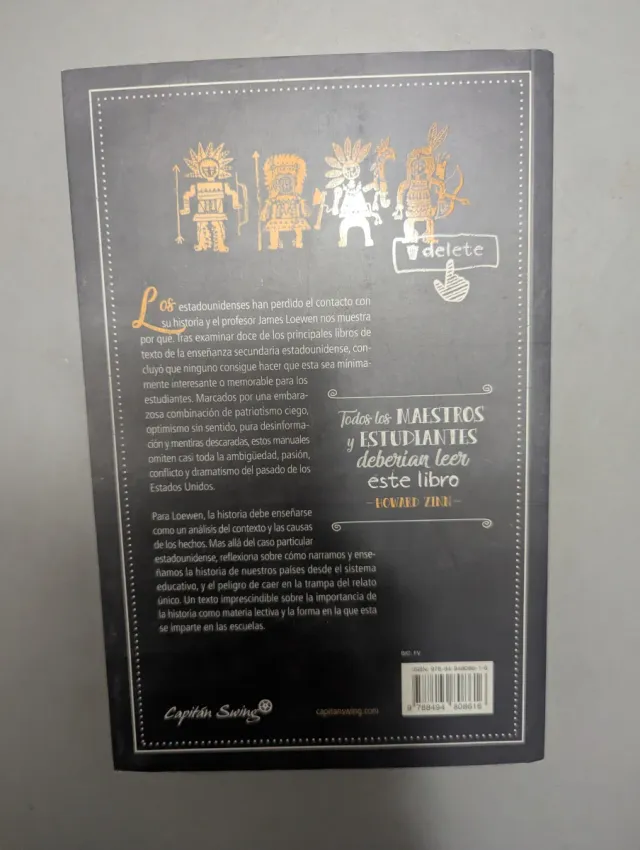 delete
Los estadounidenses han perdido el contacto con
su historia y el profesor James Loewen nos muestra
por qué. Tras examinar doce de los principales libros de
texto de la enseñanza secundaria estadounidense, con-
cluyó que ninguno consigue hacer que esta sea mínima-
mente interesante o memorable para los
estudiantes. Marcados por una embara-
zosa combinación de patriotismo ciego,
optimismo sin sentido, pura desinforma-
ción y mentiras descaradas, estos manuales
omiten casi toda la ambigüedad, pasión,
conflicto y dramatismo del pasado de los
Estados Unidos.
Todos los MAESTROS
y ESTUDIANTES
deberían leer
este libro
—HOWARD ZINN—
Para Loewen, la historia debe enseñarse
como un análisis del contexto y las causas
de los hechos. Mas allá del caso particular
estadounidense, reflexiona sobre cómo narramos y ense-
ñamos la historia de nuestros países desde el sistema
educativo, y el peligro de caer en la trampa del relato
único. Un texto imprescindible sobre la importancia de
la historia como materia lectiva y la forma en la que esta
se imparte en las escuelas.
Capitán Swing
capitanswing.com
9 788494 808616